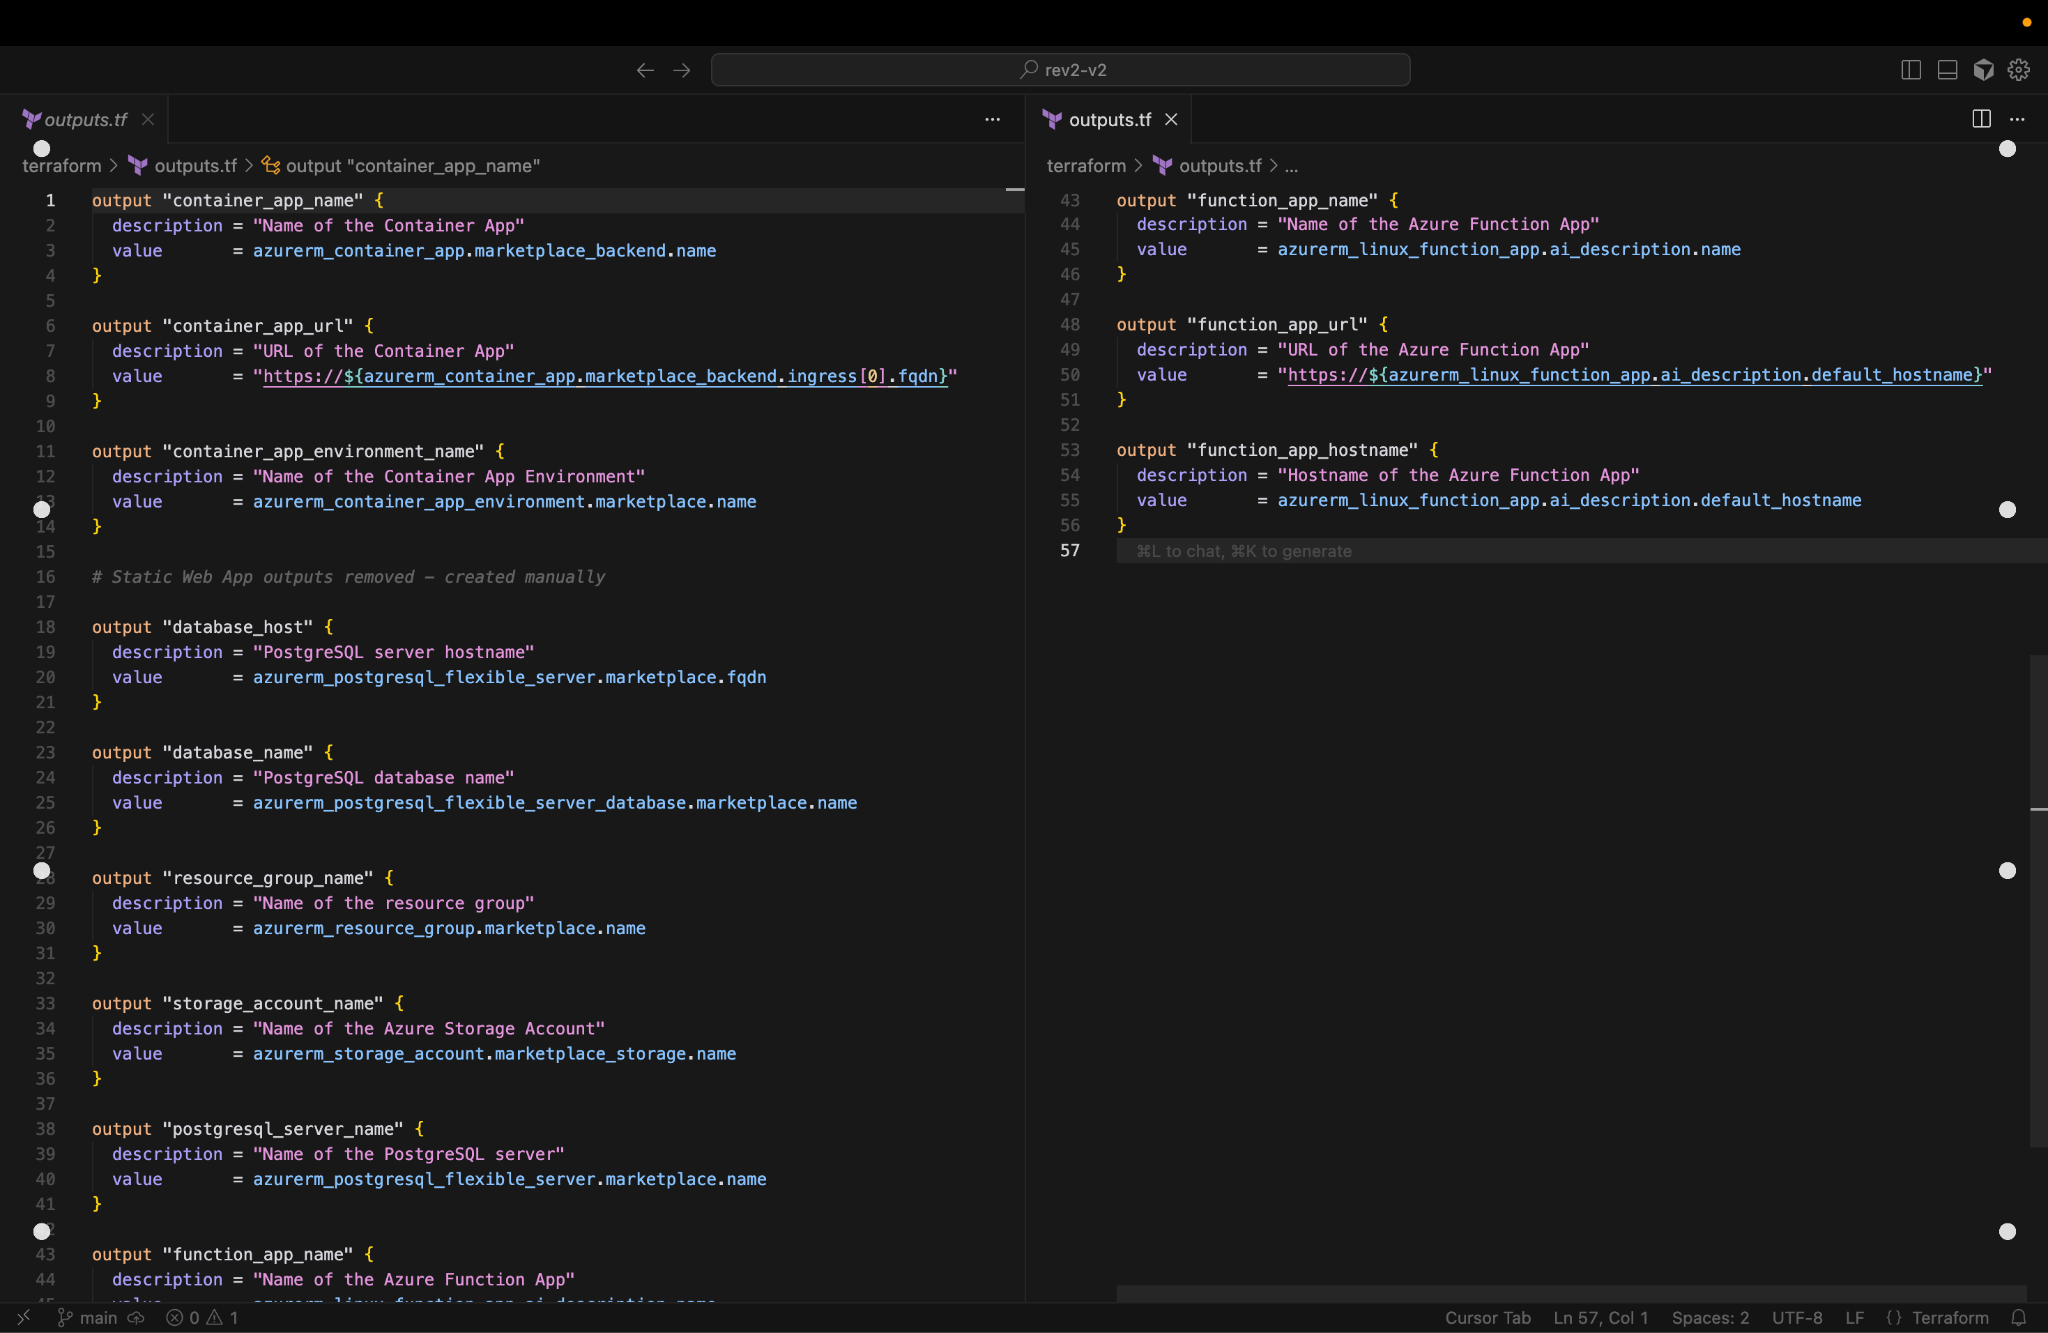 rev2-v2
outputs.tf
terraform > outputs.tf > output "container_app_name"
1 output "container_app_name" {
2   description = "Name of the Container App"
3   value       = azurerm_container_app.marketplace_backend.name
4 }
5
6 output "container_app_url" {
7   description = "URL of the Container App"
8   value       = "https://${azurerm_container_app.marketplace_backend.ingress[0].fqdn}"
9 }
10
11 output "container_app_environment_name" {
12   description = "Name of the Container App Environment"
13   value       = azurerm_container_app_environment.marketplace.name
14 }
15
16 # Static Web App outputs removed – created manually
17
18 output "database_host" {
19   description = "PostgreSQL server hostname"
20   value       = azurerm_postgresql_flexible_server.marketplace.fqdn
21 }
22
23 output "database_name" {
24   description = "PostgreSQL database name"
25   value       = azurerm_postgresql_flexible_server_database.marketplace.name
26 }
27
28 output "resource_group_name" {
29   description = "Name of the resource group"
30   value       = azurerm_resource_group.marketplace.name
31 }
32
33 output "storage_account_name" {
34   description = "Name of the Azure Storage Account"
35   value       = azurerm_storage_account.marketplace_storage.name
36 }
37
38 output "postgresql_server_name" {
39   description = "Name of the PostgreSQL server"
40   value       = azurerm_postgresql_flexible_server.marketplace.name
41 }
43 output "function_app_name" {
44   description = "Name of the Azure Function App"
outputs.tf
terraform > outputs.tf > ...
43 output "function_app_name" {
44   description = "Name of the Azure Function App"
45   value       = azurerm_linux_function_app.ai_description.name
46 }
47
48 output "function_app_url" {
49   description = "URL of the Azure Function App"
50   value       = "https://${azurerm_linux_function_app.ai_description.default_hostname}"
51 }
52
53 output "function_app_hostname" {
54   description = "Hostname of the Azure Function App"
55   value       = azurerm_linux_function_app.ai_description.default_hostname
56 }
57 ⌘L to chat, ⌘K to generate
main 0 1 Cursor Tab Ln 57, Col 1 Spaces: 2 UTF-8 LF {} Terraform